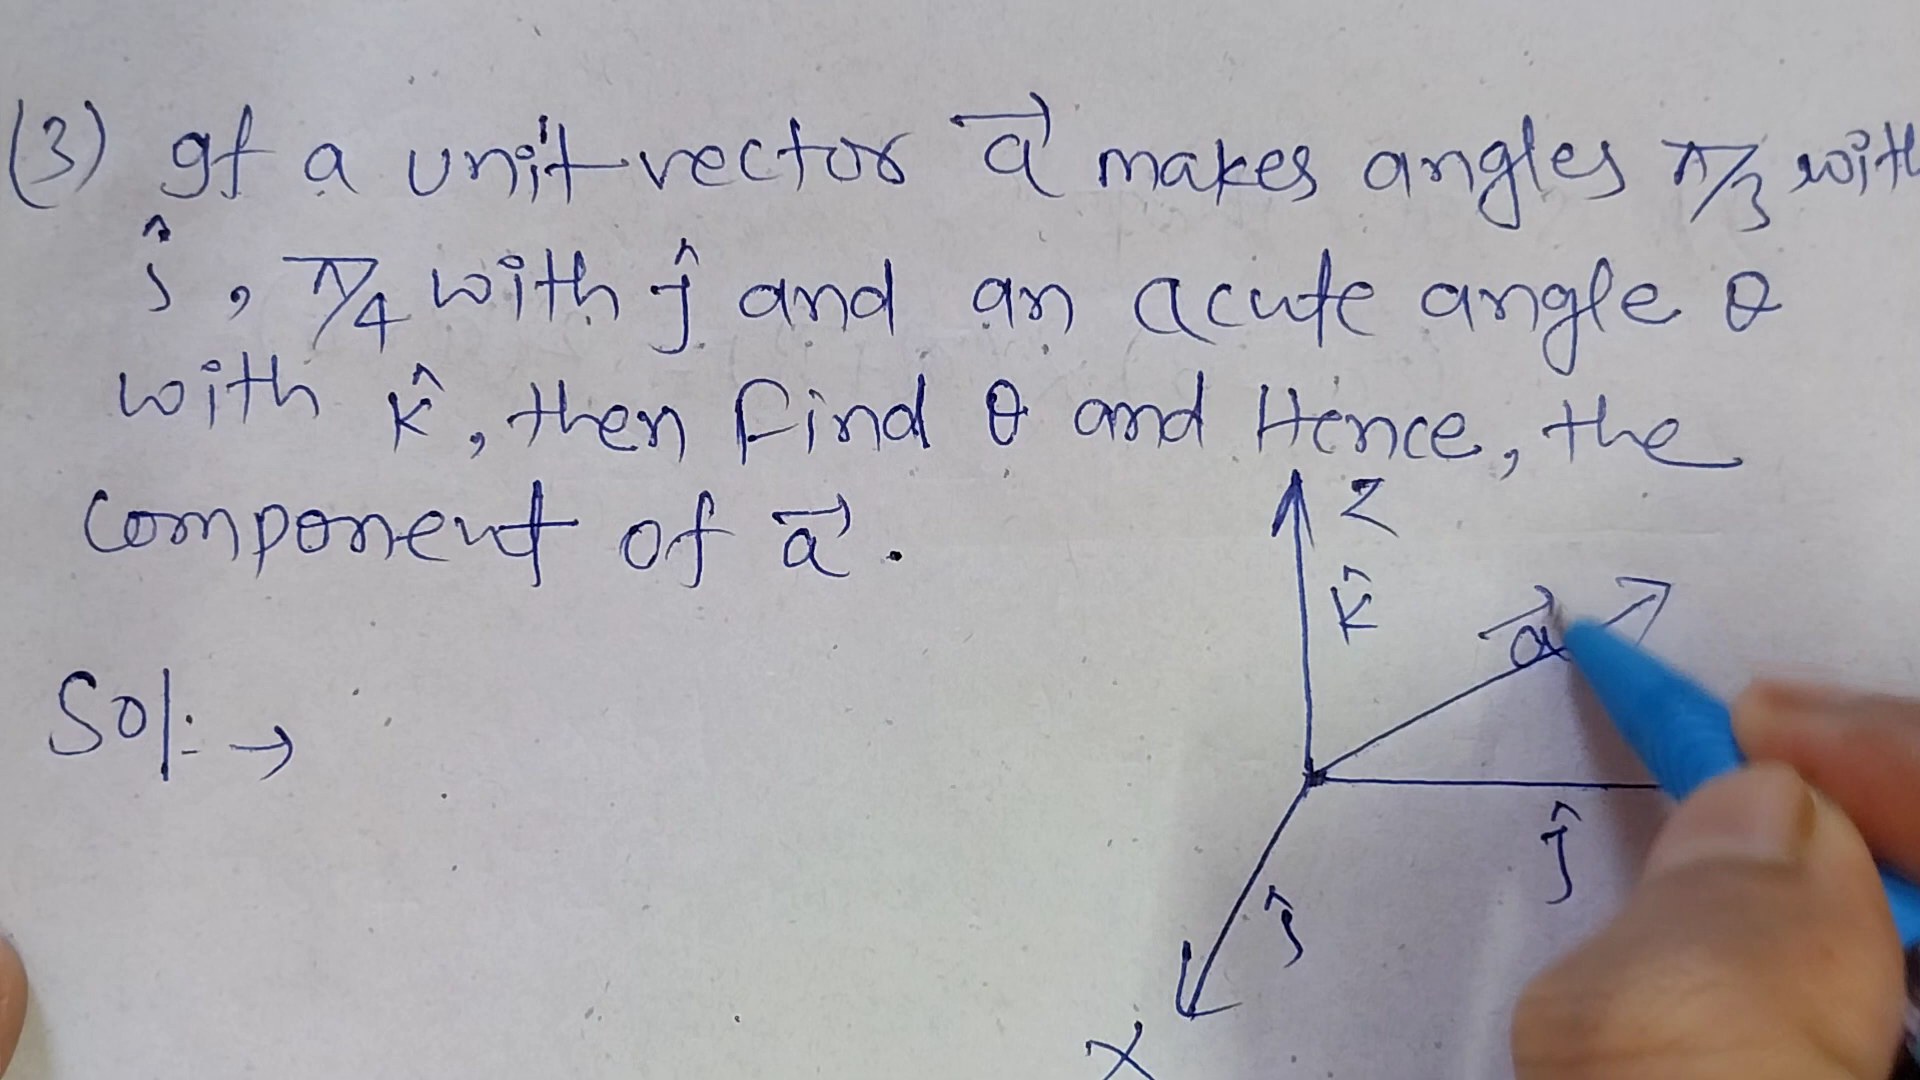 (3) If a unit vector a⃗ makes angles π/3 with
î, π/4 with ĵ and an acute angle θ
with k̂, then find θ and Hence, the
component of a⃗.
Sol: →
Z
k̂
a⃗
ĵ
î
X